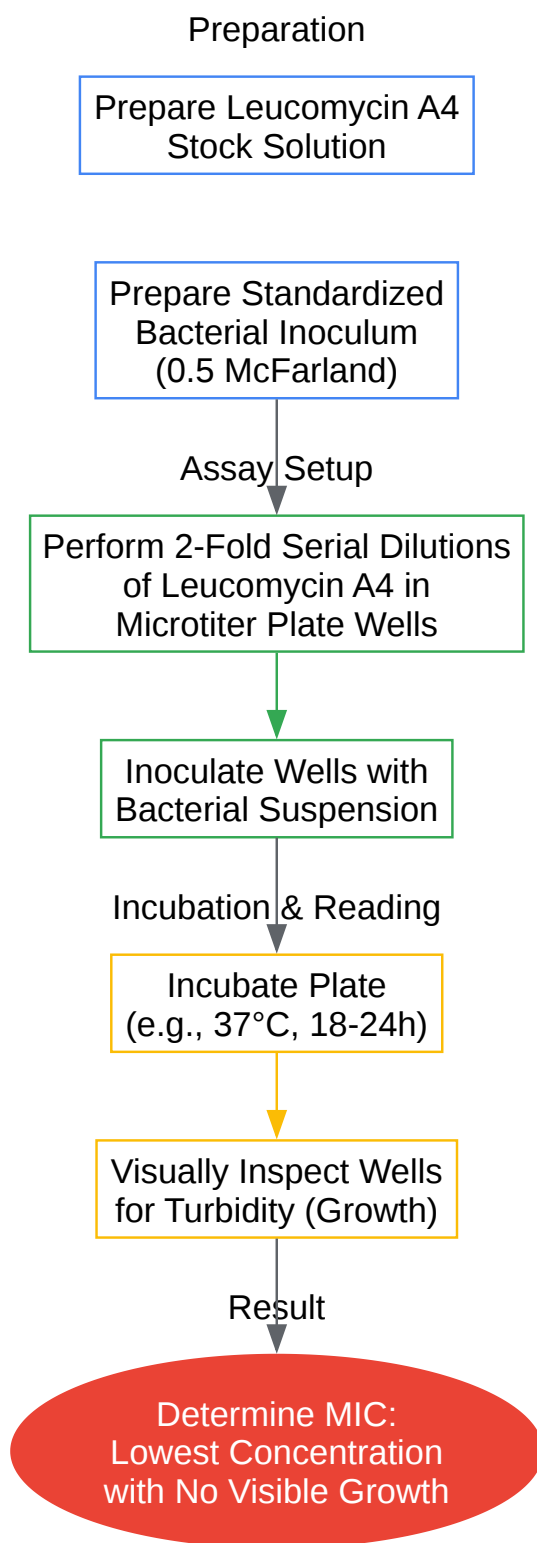 Preparation
Prepare Leucomycin A4
Stock Solution
Prepare Standardized
Bacterial Inoculum
(0.5 McFarland)
Assay Setup
Perform 2-Fold Serial Dilutions
of Leucomycin A4 in
Microtiter Plate Wells
Inoculate Wells with
Bacterial Suspension
Incubation & Reading
Incubate Plate
(e.g., 37°C, 18-24h)
Visually Inspect Wells
for Turbidity (Growth)
Result
Determine MIC:
Lowest Concentration
with No Visible Growth